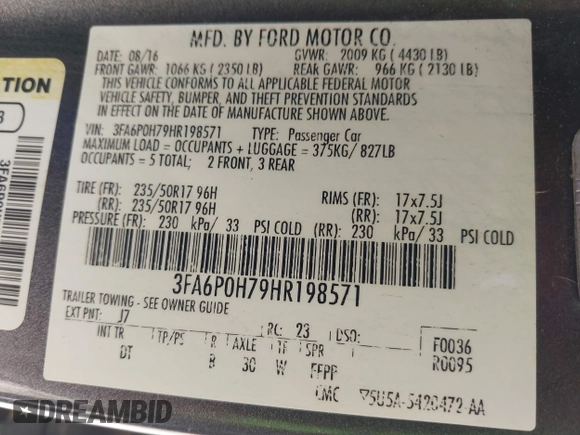 MFD. BY FORD MOTOR CO.
DATE: 08/16 GVWR: 2009 KG ( 4430 LB)
FRONT GAWR: 1066 KG ( 2350 LB) REAR GAWR: 966 KG ( 2130 LB)
THIS VEHICLE CONFORMS TO ALL APPLICABLE FEDERAL MOTOR
VEHICLE SAFETY, BUMPER, AND THEFT PREVENTION STANDARDS
IN EFFECT ON THE DATE OF MANUFACTURE SHOWN ABOVE.
VIN: 3FA6P0H79HR198571 TYPE: Passenger Car
MAXIMUM LOAD = OCCUPANTS + LUGGAGE = 375KG/ 827LB
OCCUPANTS = 5 TOTAL; 2 FRONT, 3 REAR
TIRE (FR): 235/50R17 96H RIMS (FR): 17x7.5J
(RR): 235/50R17 96H (RR): 17x7.5J
PRESSURE (FR): 230 kPa/ 33 PSI COLD (RR): 230 kPa/ 33 PSI COLD
3FA6P0H79HR198571
TRAILER TOWING - SEE OWNER GUIDE
EXT PNT: J7 RC: 23 DSO: F0036
INT TR TP/PS R AXLE TR SPR R0095
DT B 30 W FFPP
5U5A-5420472-AA
TION
DREAMBID